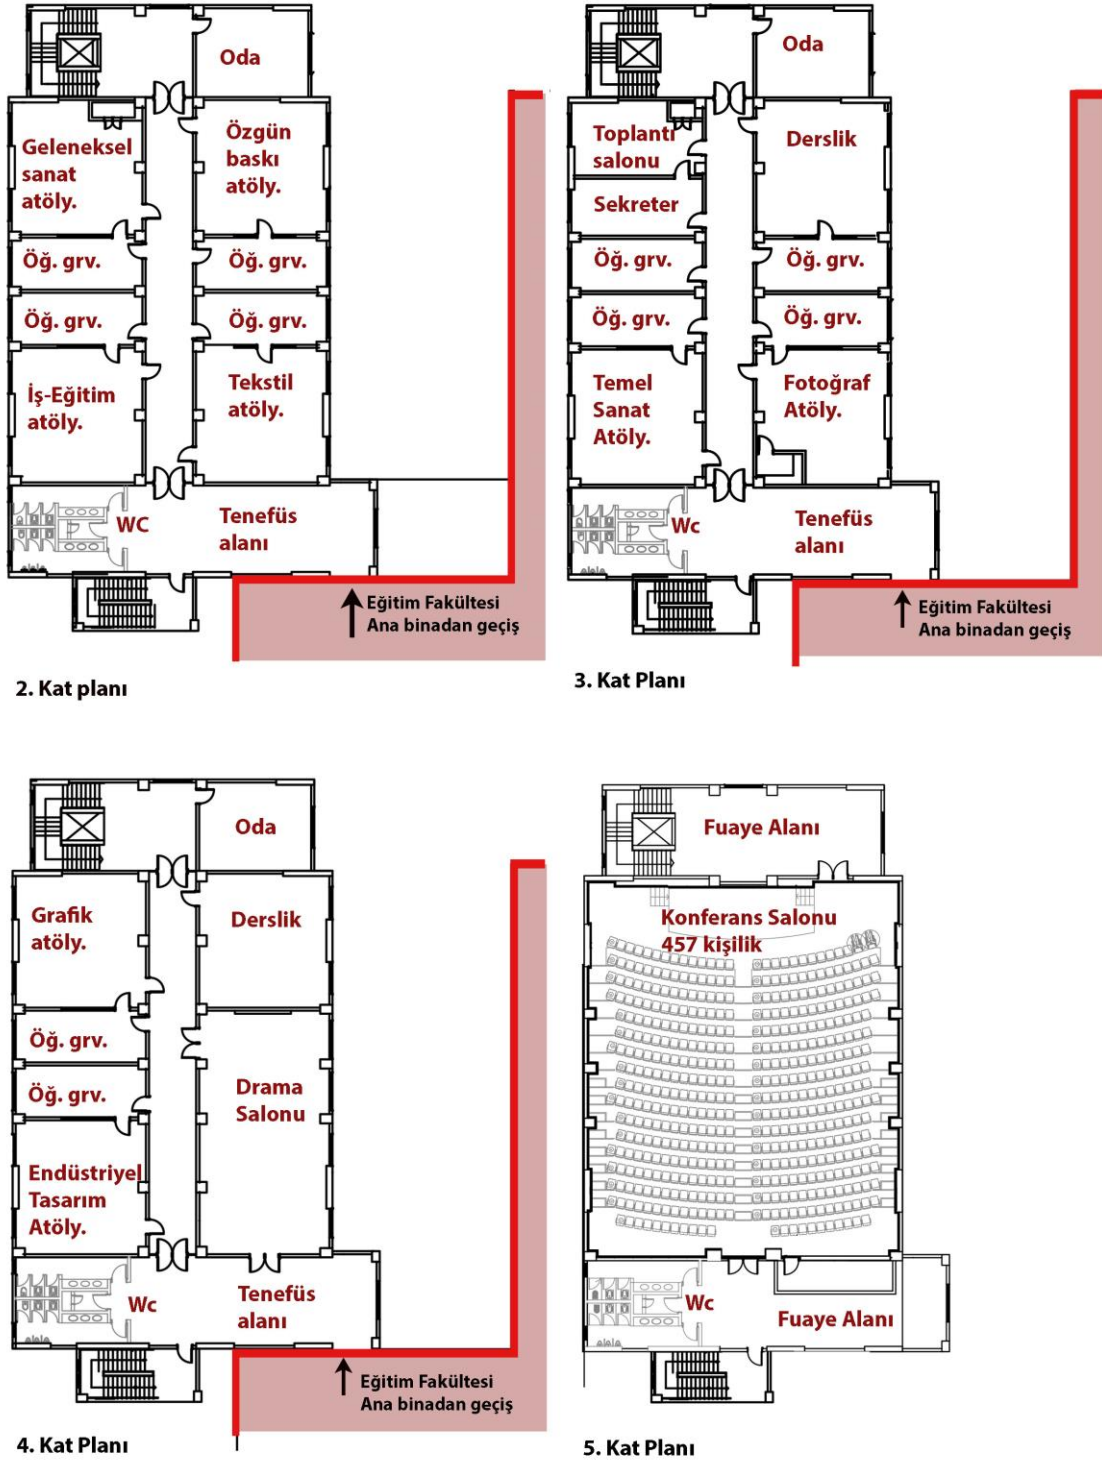 Oda
Geleneksel
sanat
atöly.
Özgün
baskı
atöly.
Öğ. grv.
Öğ. grv.
Öğ. grv.
Öğ. grv.
İş-Eğitim
atöly.
Tekstil
atöly.
WC
Tenefüs
alanı
Eğitim Fakültesi
Ana binadan geçiş
2. Kat planı
Oda
Toplantı
salonu
Derslik
Sekreter
Öğ. grv.
Öğ. grv.
Öğ. grv.
Öğ. grv.
Temel
Sanat
Atöly.
Fotoğraf
Atöly.
Wc
Tenefüs
alanı
Eğitim Fakültesi
Ana binadan geçiş
3. Kat Planı
Oda
Grafik
atöly.
Derslik
Öğ. grv.
Öğ. grv.
Drama
Salonu
Endüstriyel
Tasarım
Atöly.
Wc
Tenefüs
alanı
Eğitim Fakültesi
Ana binadan geçiş
4. Kat Planı
Fuaye Alanı
Konferans Salonu
457 kişilik
Wc
Fuaye Alanı
5. Kat Planı